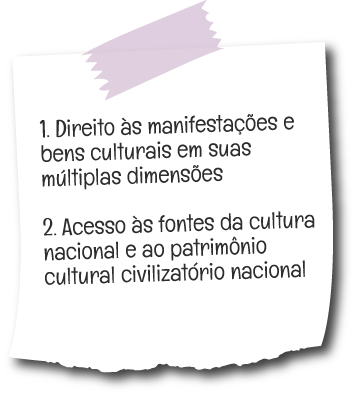 1. Direito às manifestações e
bens culturais em suas
múltiplas dimensões
2. Acesso às fontes da cultura
nacional e ao patrimônio
cultural civilizatório nacional